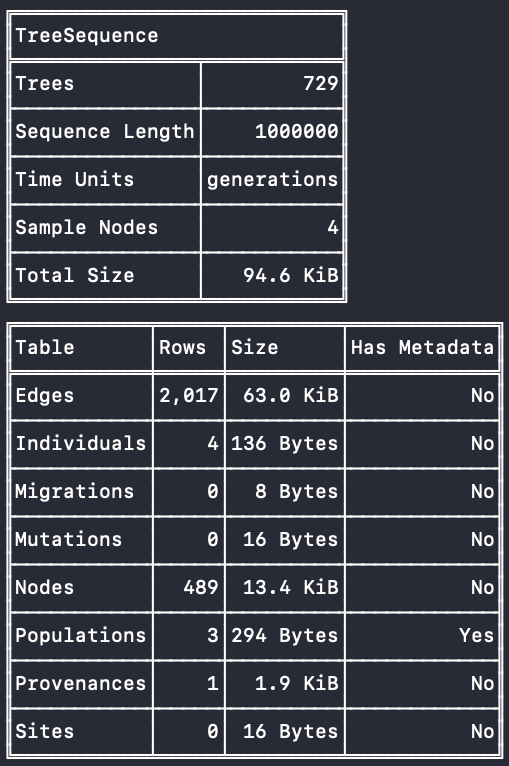 TreeSequence
Trees 729
Sequence Length 1000000
Time Units generations
Sample Nodes 4
Total Size 94.6 KiB
Table Rows Size Has Metadata
Edges 2,017 63.0 KiB No
Individuals 4 136 Bytes No
Migrations 0 8 Bytes No
Mutations 0 16 Bytes No
Nodes 489 13.4 KiB No
Populations 3 294 Bytes Yes
Provenances 1 1.9 KiB No
Sites 0 16 Bytes No